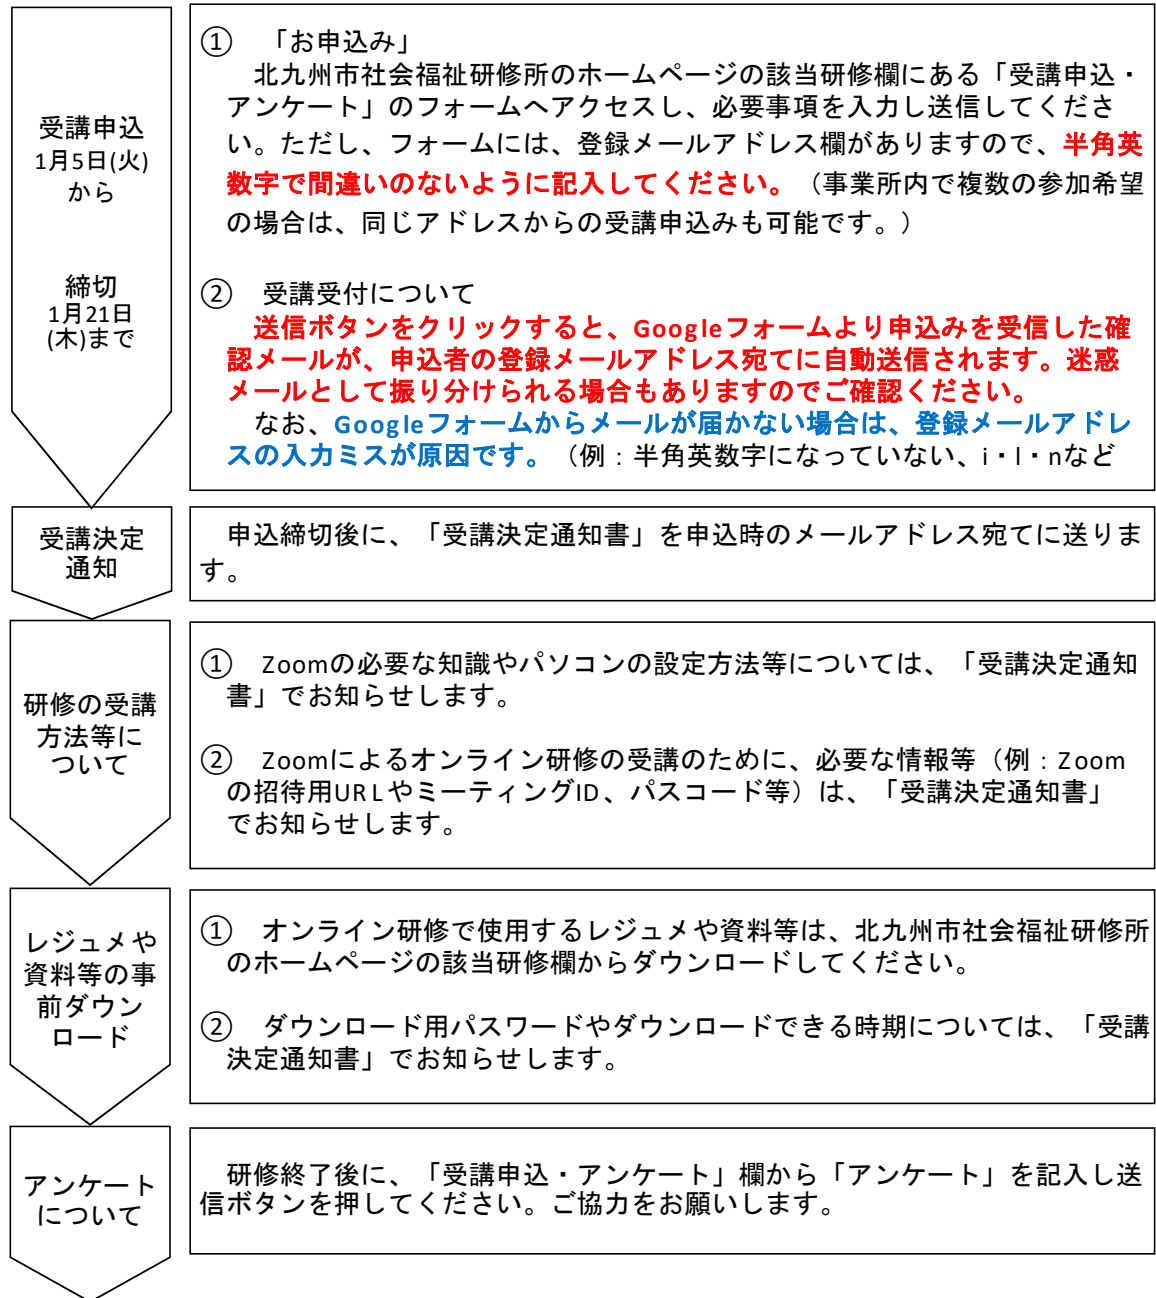 受講申込
1月5日(火)
から
締切
1月21日
(木)まで
① 「お申込み」
北九州市社会福祉研修所のホームページの該当研修欄にある「受講申込・
アンケート」のフォームへアクセスし、必要事項を入力し送信してくださ
い。ただし、フォームには、登録メールアドレス欄がありますので、半角英
数字で間違いのないように記入してください。（事業所内で複数の参加希望
の場合は、同じアドレスからの受講申込みも可能です。）
② 受講受付について
送信ボタンをクリックすると、Googleフォームより申込みを受信した確
認メールが、申込者の登録メールアドレス宛てに自動送信されます。迷惑
メールとして振り分けられる場合もありますのでご確認ください。
なお、Googleフォームからメールが届かない場合は、登録メールアドレ
スの入力ミスが原因です。（例：半角英数字になっていない、i・l・nなど
受講決定
通知
申込締切後に、「受講決定通知書」を申込時のメールアドレス宛てに送りま
す。
研修の受講
方法等に
ついて
① Zoomの必要な知識やパソコンの設定方法等については、「受講決定通知
書」でお知らせします。
② Zoomによるオンライン研修の受講のために、必要な情報等（例：Zoom
の招待用URLやミーティングID、パスコード等）は、「受講決定通知書」
でお知らせします。
レジュメや
資料等の事
前ダウン
ロード
① オンライン研修で使用するレジュメや資料等は、北九州市社会福祉研修所
のホームページの該当研修欄からダウンロードしてください。
② ダウンロード用パスワードやダウンロードできる時期については、「受講
決定通知書」でお知らせします。
アンケート
について
研修終了後に、「受講申込・アンケート」欄から「アンケート」を記入し送
信ボタンを押してください。ご協力をお願いします。